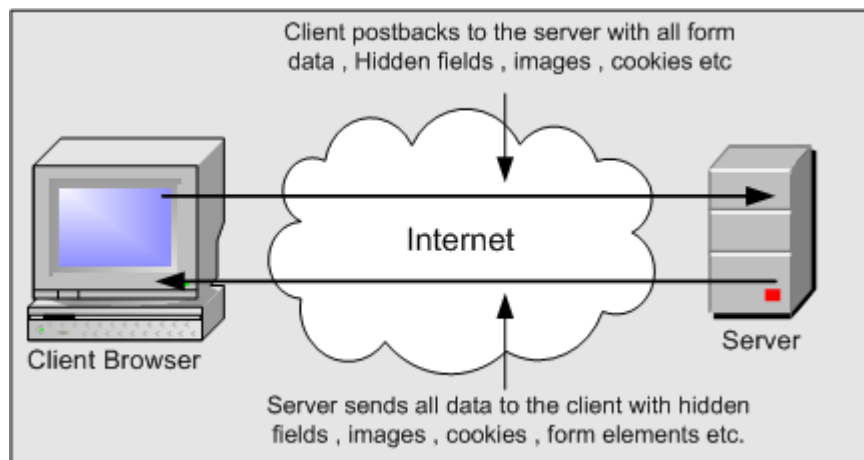 Client postbacks to the server with all form
data , Hidden fields , images , cookies etc
Internet
Client Browser
Server
Server sends all data to the client with hidden
fields , images , cookies , form elements etc.